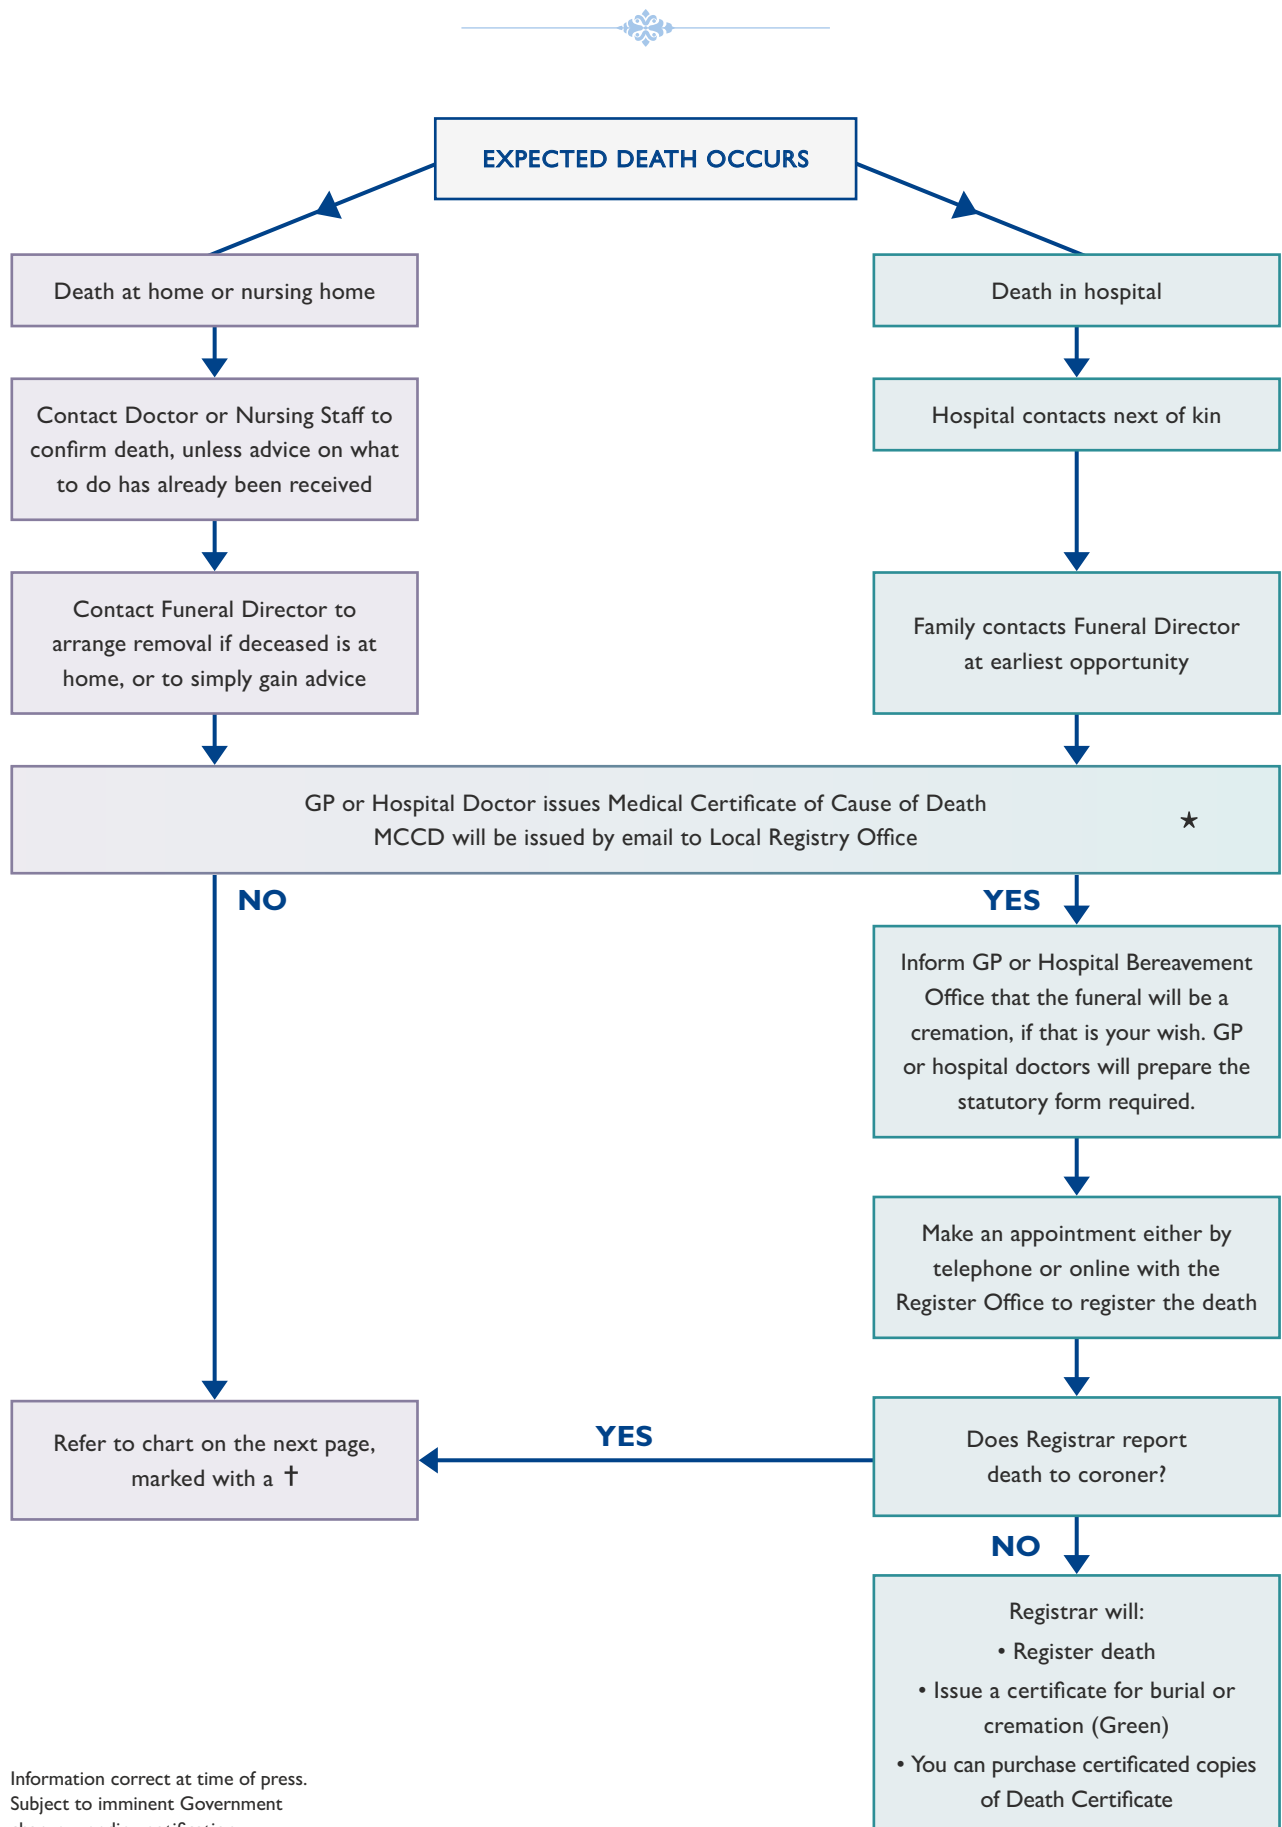 EXPECTED DEATH OCCURS
Death at home or nursing home
Death in hospital
Contact Doctor or Nursing Staff to
confirm death, unless advice on what
to do has already been received
Hospital contacts next of kin
Contact Funeral Director to
arrange removal if deceased is at
home, or to simply gain advice
Family contacts Funeral Director
at earliest opportunity
GP or Hospital Doctor issues Medical Certificate of Cause of Death
MCCD will be issued by email to Local Registry Office
★
NO
YES
Inform GP or Hospital Bereavement
Office that the funeral will be a
cremation, if that is your wish. GP
or hospital doctors will prepare the
statutory form required.
Make an appointment either by
telephone or online with the
Register Office to register the death
Refer to chart on the next page,
marked with a †
YES
Does Registrar report
death to coroner?
NO
Registrar will:
• Register death
• Issue a certificate for burial or
cremation (Green)
• You can purchase certificated copies
of Death Certificate
Information correct at time of press.
Subject to imminent Government